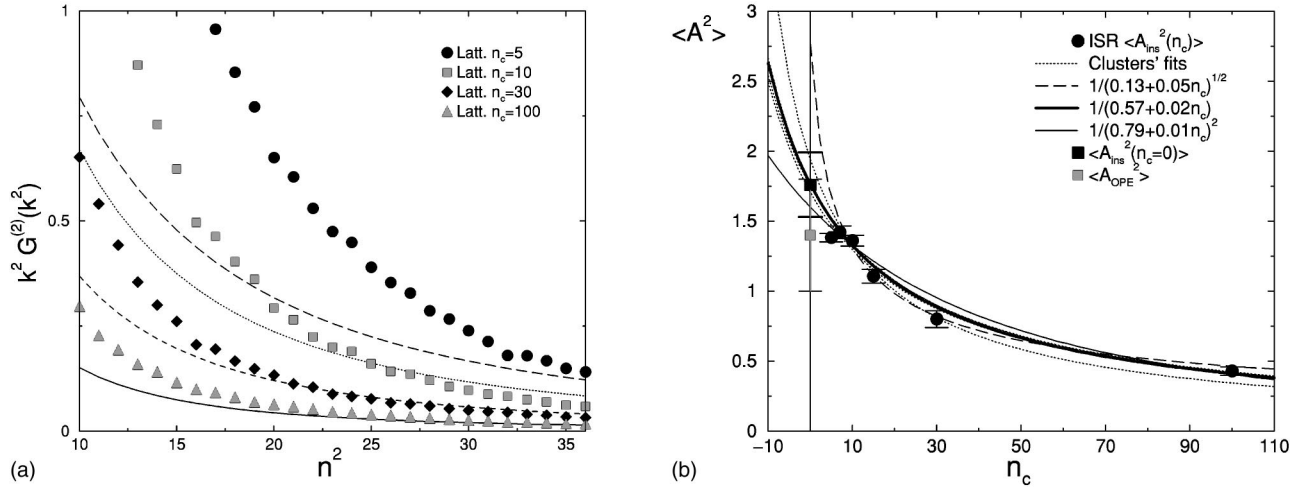 1
0.5
0
k² G⁽²⁾(k²)
10 15 20 25 30 35
n²
Latt. n_c=5
Latt. n_c=10
Latt. n_c=30
Latt. n_c=100
(a)
<A²>
3
2.5
2
1.5
1
0.5
0
−10 10 30 50 70 90 110
n_c
ISR <A_ins²(n_c)>
Clusters' fits
1/(0.13+0.05n_c)^1/2
1/(0.57+0.02n_c)
1/(0.79+0.01n_c)²
<A_ins²(n_c=0)>
<A_OPE²>
(b)